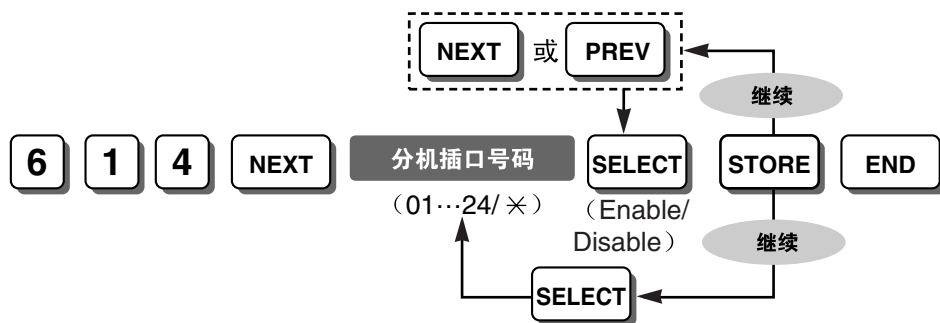 NEXT 或 PREV
继续
6 1 4 NEXT 分机插口号码 SELECT STORE END
（01…24/✳） （Enable/
Disable）
继续
SELECT